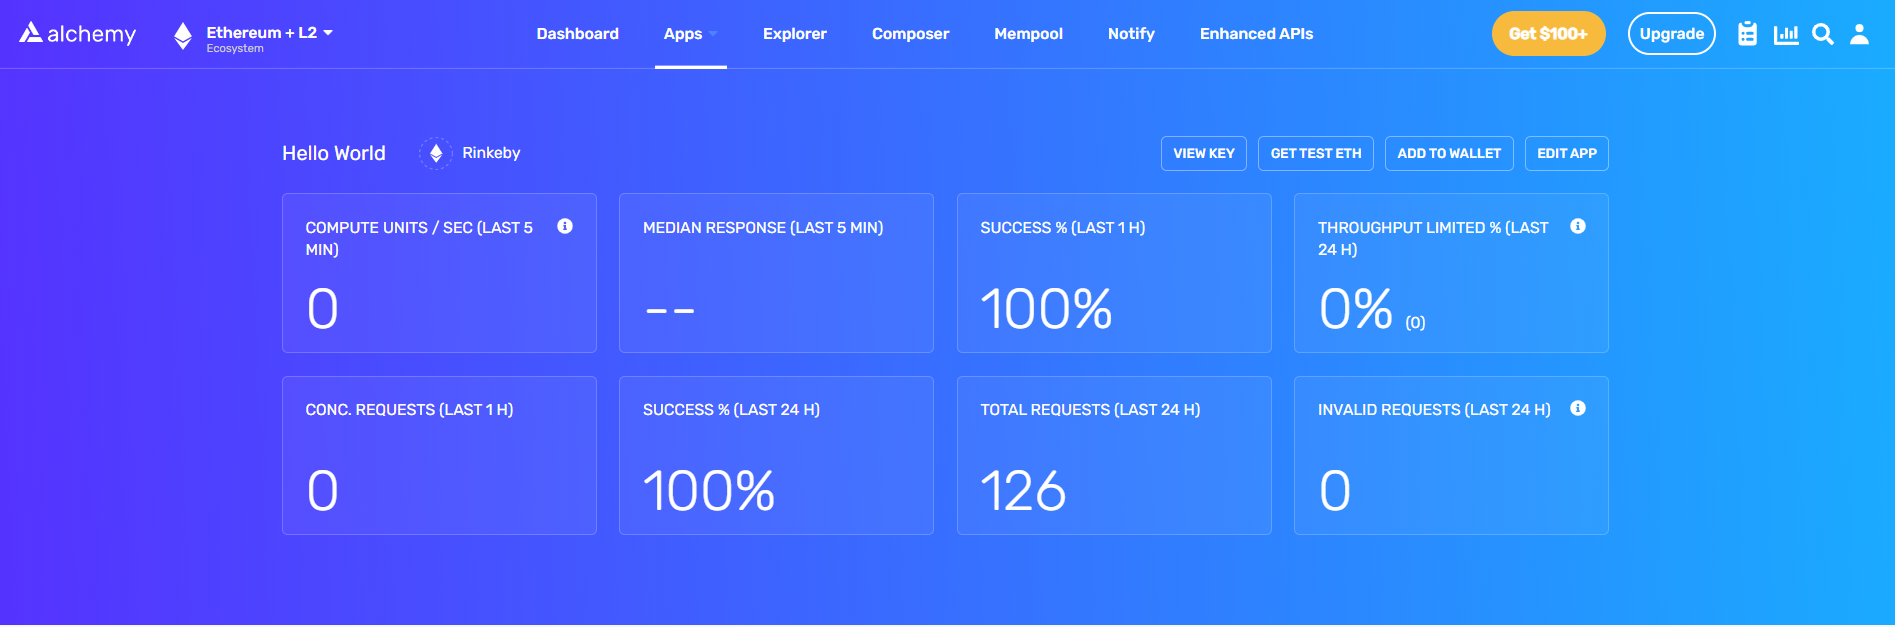 alchemy
Ethereum + L2
Ecosystem
Dashboard
Apps
Explorer
Composer
Mempool
Notify
Enhanced APIs
Get $100+
Upgrade
Hello World
Rinkeby
VIEW KEY
GET TEST ETH
ADD TO WALLET
EDIT APP
COMPUTE UNITS / SEC (LAST 5
MIN)
0
MEDIAN RESPONSE (LAST 5 MIN)
--
SUCCESS % (LAST 1 H)
100%
THROUGHPUT LIMITED % (LAST
24 H)
0% (0)
CONC. REQUESTS (LAST 1 H)
0
SUCCESS % (LAST 24 H)
100%
TOTAL REQUESTS (LAST 24 H)
126
INVALID REQUESTS (LAST 24 H)
0